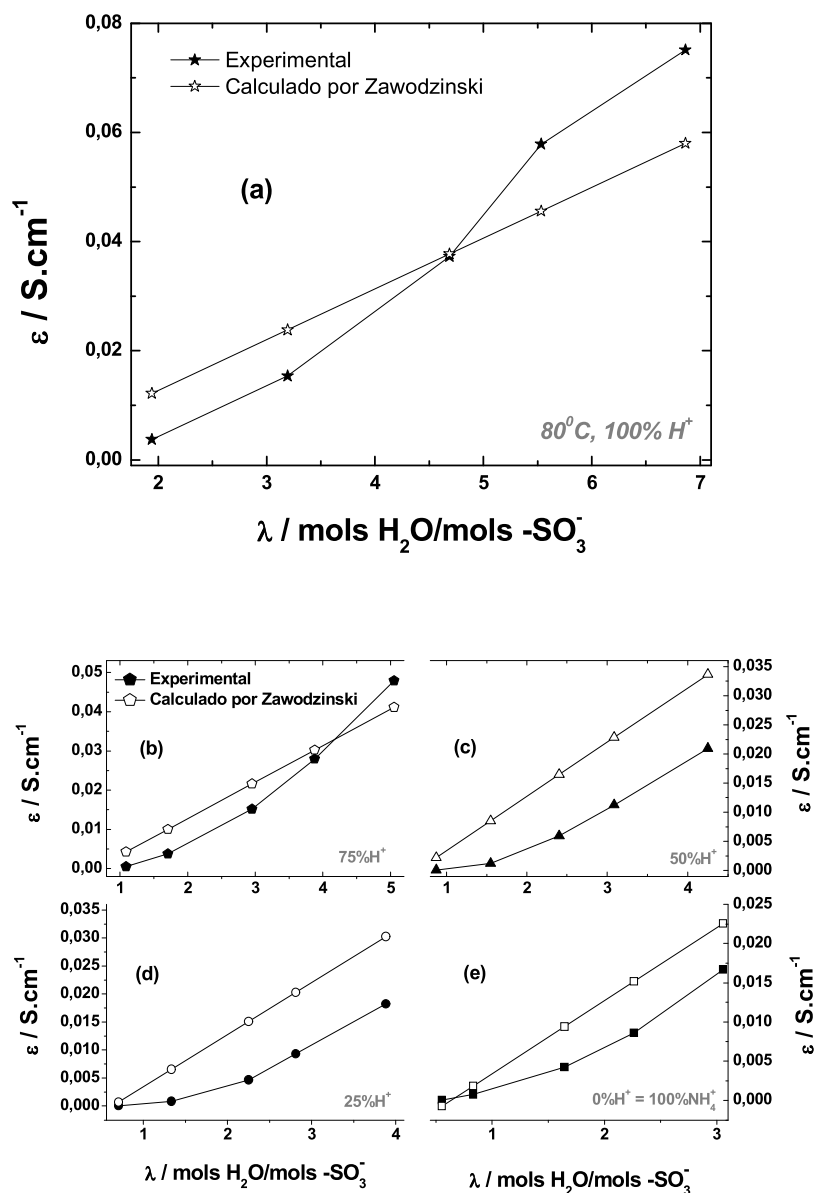 0,08
0,06
0,04
0,02
0,00
ε / S.cm⁻¹
Experimental
Calculado por Zawodzinski
(a)
80⁰C, 100% H⁺
2 3 4 5 6 7
λ / mols H₂O/mols -SO₃⁻
0,05
0,04
0,03
0,02
0,01
0,00
ε / S.cm⁻¹
Experimental
Calculado por Zawodzinski
(b)
75%H⁺
1 2 3 4 5
0,035
0,030
0,025
0,020
0,015
0,010
0,005
0,000
ε / S.cm⁻¹
(c)
50%H⁺
1 2 3 4
0,035
0,030
0,025
0,020
0,015
0,010
0,005
0,000
ε / S.cm⁻¹
(d)
25%H⁺
1 2 3 4
λ / mols H₂O/mols -SO₃⁻
0,025
0,020
0,015
0,010
0,005
0,000
ε / S.cm⁻¹
(e)
0%H⁺ = 100%NH₄⁺
1 2 3
λ / mols H₂O/mols -SO₃⁻